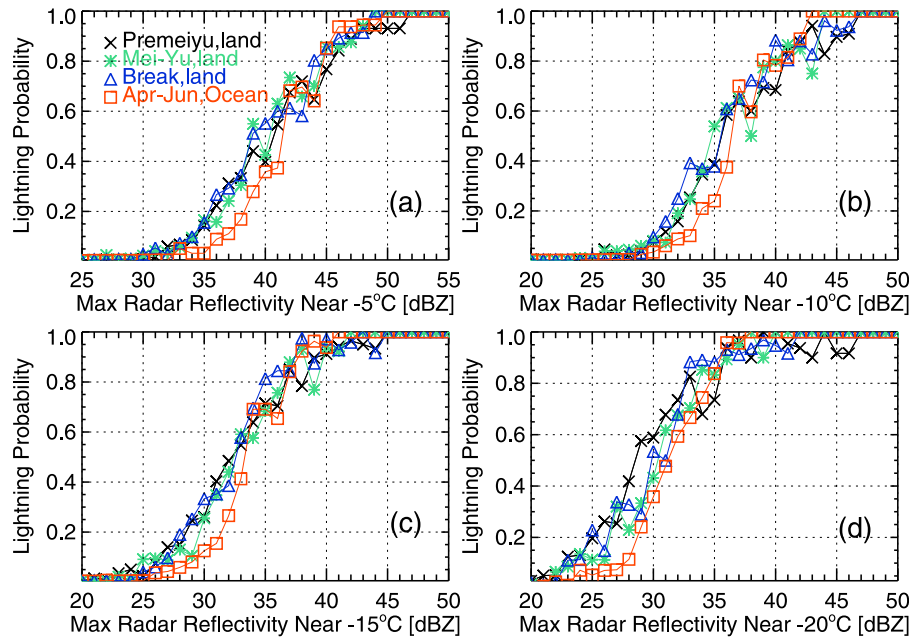 1.0
0.8
0.6
0.4
0.2
Lightning Probability
Premeiyu,land
Mei-Yu,land
Break,land
Apr-Jun,Ocean
(a)
25 30 35 40 45 50 55
Max Radar Reflectivity Near -5°C [dBZ]
1.0
0.8
0.6
0.4
0.2
Lightning Probability
(b)
20 25 30 35 40 45 50
Max Radar Reflectivity Near -10°C [dBZ]
1.0
0.8
0.6
0.4
0.2
Lightning Probability
(c)
20 25 30 35 40 45 50
Max Radar Reflectivity Near -15°C [dBZ]
1.0
0.8
0.6
0.4
0.2
Lightning Probability
(d)
20 25 30 35 40 45 50
Max Radar Reflectivity Near -20°C [dBZ]